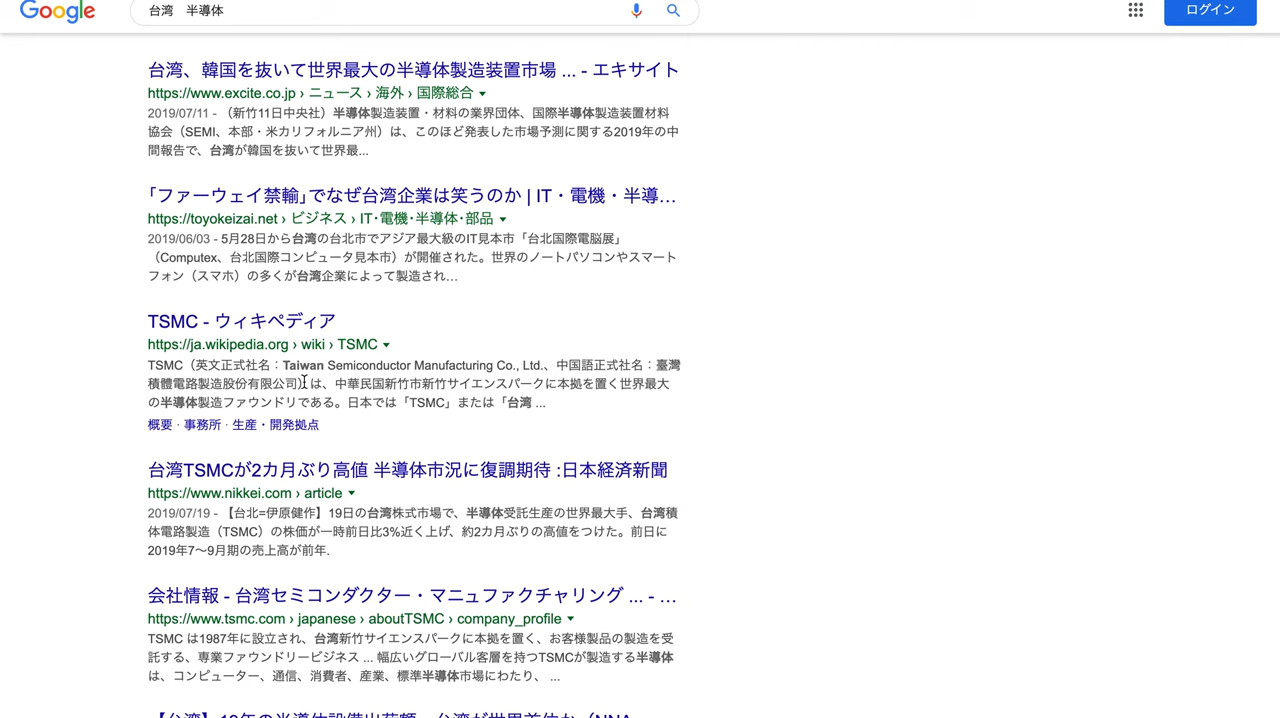 Google
台湾　半導体
ログイン
台湾、韓国を抜いて世界最大の半導体製造装置市場 ... - エキサイト
https://www.excite.co.jp › ニュース › 海外 › 国際総合
2019/07/11 - （新竹11日中央社）半導体製造装置・材料の業界団体、国際半導体製造装置材料
協会（SEMI、本部・米カリフォルニア州）は、このほど発表した市場予測に関する2019年の中
間報告で、台湾が韓国を抜いて世界最...
「ファーウェイ禁輸」でなぜ台湾企業は笑うのか | IT・電機・半導...
https://toyokeizai.net › ビジネス › IT･電機･半導体･部品
2019/06/03 - 5月28日から台湾の台北市でアジア最大級のIT見本市「台北国際電脳展」
（Computex、台北国際コンピュータ見本市）が開催された。世界のノートパソコンやスマート
フォン（スマホ）の多くが台湾企業によって製造され...
TSMC - ウィキペディア
https://ja.wikipedia.org › wiki › TSMC
TSMC（英文正式社名：Taiwan Semiconductor Manufacturing Co., Ltd.、中国語正式社名：臺灣
積體電路製造股份有限公司)は、中華民国新竹市新竹サイエンスパークに本拠を置く世界最大
の半導体製造ファウンドリである。日本では「TSMC」または「台湾 ...
概要 · 事務所 · 生産・開発拠点
台湾TSMCが2カ月ぶり高値 半導体市況に復調期待 :日本経済新聞
https://www.nikkei.com › article
2019/07/19 - 【台北=伊原健作】19日の台湾株式市場で、半導体受託生産の世界最大手、台湾積
体電路製造（TSMC）の株価が一時前日比3%近く上げ、約2カ月ぶりの高値をつけた。前日に
2019年7〜9月期の売上高が前年.
会社情報 - 台湾セミコンダクター・マニュファクチャリング ... - ...
https://www.tsmc.com › japanese › aboutTSMC › company_profile
TSMC は1987年に設立され、台湾新竹サイエンスパークに本拠を置く、お客様製品の製造を受
託する、専業ファウンドリービジネス ... 幅広いグローバル客層を持つTSMCが製造する半導体
は、コンピューター、通信、消費者、産業、標準半導体市場にわたり、 ...